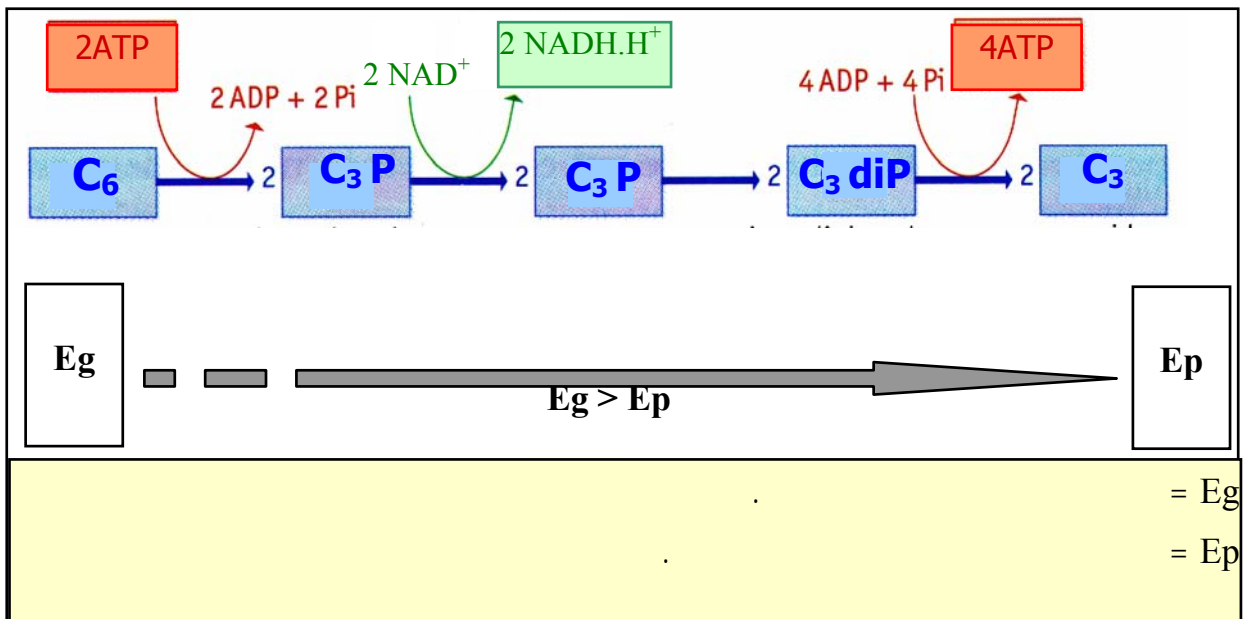 2ATP
2 ADP + 2 Pi
2 NAD⁺
2 NADH.H⁺
4 ADP + 4 Pi
4ATP
C₆ 2 C₃ P 2 C₃ P 2 C₃ diP 2 C₃
Eg
Eg > Ep
Ep
. = Eg
. = Ep